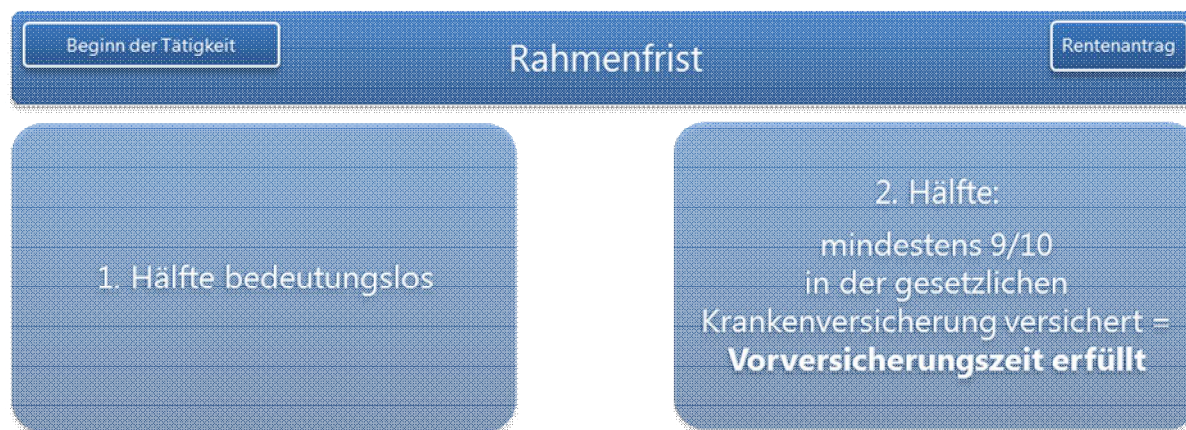 Beginn der Tätigkeit
Rahmenfrist
Rentenantrag
1. Hälfte bedeutungslos
2. Hälfte:
mindestens 9/10
in der gesetzlichen
Krankenversicherung versichert =
Vorversicherungszeit erfüllt